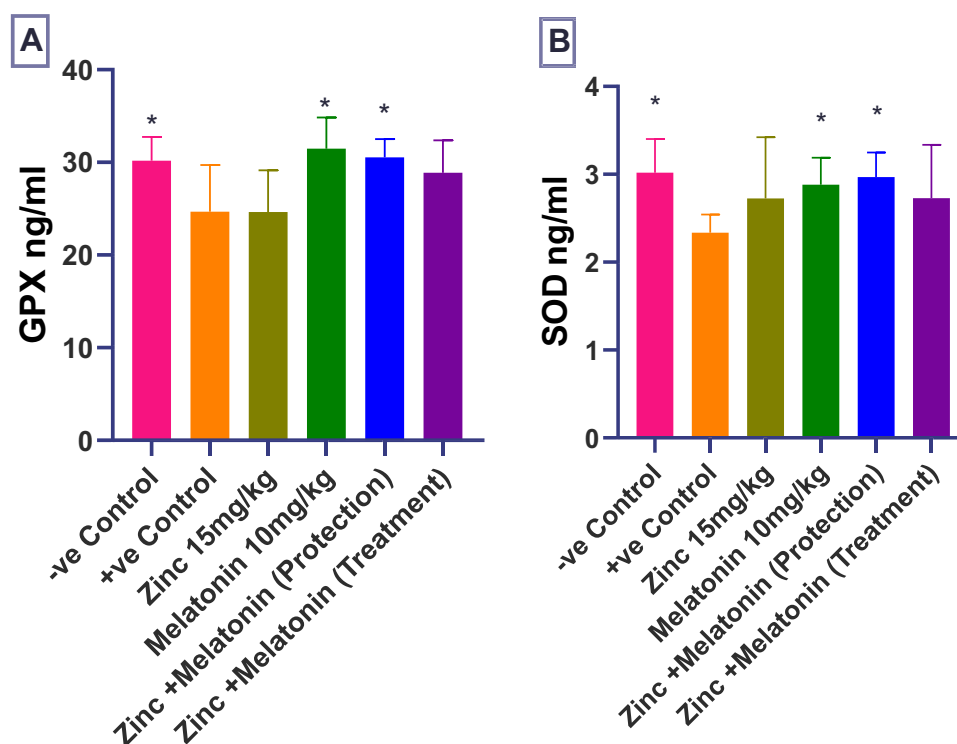 A
GPX ng/ml
40
30
20
10
0
*
*
*
-ve Control
+ve Control
Zinc 15mg/kg
Melatonin 10mg/kg
Zinc +Melatonin (Protection)
Zinc +Melatonin (Treatment)
B
SOD ng/ml
4
3
2
1
0
*
*
*
-ve Control
+ve Control
Zinc 15mg/kg
Melatonin 10mg/kg
Zinc +Melatonin (Protection)
Zinc +Melatonin (Treatment)